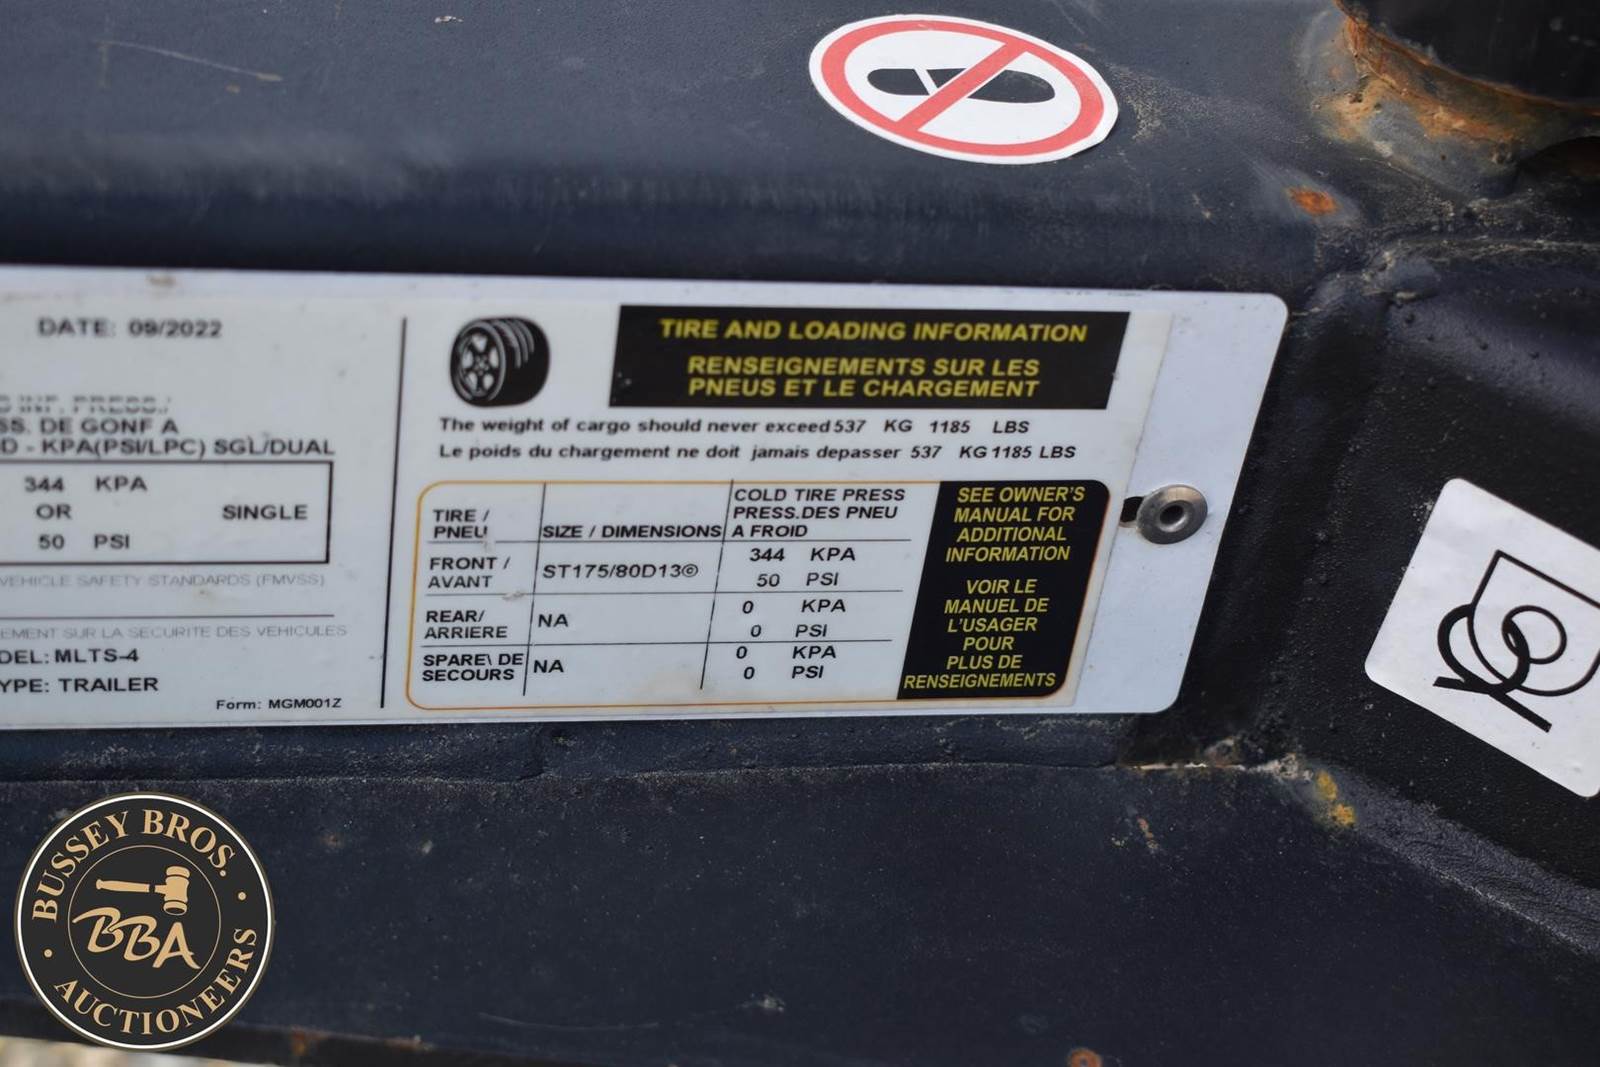 DATE: 09/2022
INF. PRESS./
SS. DE GONF A
D - KPA(PSI/LPC) SGL/DUAL
344 KPA
OR SINGLE
50 PSI
VEHICLE SAFETY STANDARDS (FMVSS)
EMENT SUR LA SECURITE DES VEHICULES
DEL: MLTS-4
YPE: TRAILER
Form: MGM001Z
TIRE AND LOADING INFORMATION
RENSEIGNEMENTS SUR LES
PNEUS ET LE CHARGEMENT
The weight of cargo should never exceed 537 KG 1185 LBS
Le poids du chargement ne doit jamais depasser 537 KG 1185 LBS
TIRE /
PNEU
SIZE / DIMENSIONS
COLD TIRE PRESS
PRESS.DES PNEU
A FROID
FRONT /
AVANT
ST175/80D13©
344 KPA
50 PSI
REAR/
ARRIERE
NA
0 KPA
0 PSI
SPARE\ DE
SECOURS
NA
0 KPA
0 PSI
SEE OWNER'S
MANUAL FOR
ADDITIONAL
INFORMATION
VOIR LE
MANUEL DE
L'USAGER
POUR
PLUS DE
RENSEIGNEMENTS
BUSSEY BROS.
BBA
AUCTIONEERS